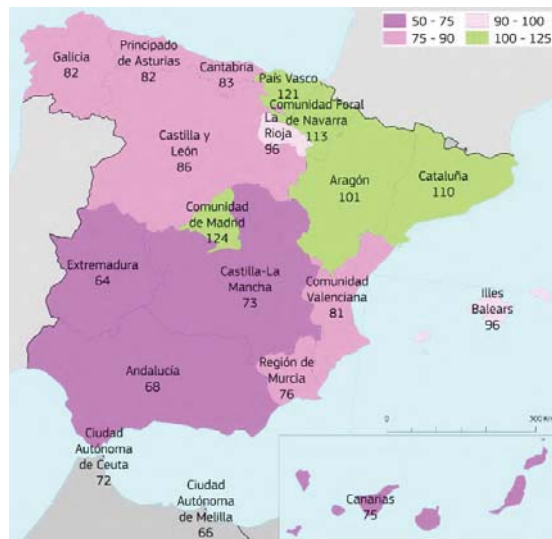 50 - 75
90 - 100
75 - 90
100 - 125
Galicia
82
Principado
de Asturias
82
Cantabria
83
País Vasco
121
Comunidad Foral
de Navarra
113
La
Rioja
96
Castilla y
León
86
Aragón
101
Cataluña
110
Comunidad
de Madrid
124
Extremadura
64
Castilla-La
Mancha
73
Comunidad
Valenciana
81
Illes
Balears
96
Andalucía
68
Región de
Murcia
76
Ciudad
Autónoma
de Ceuta
72
Ciudad
Autónoma
de Melilla
66
0
300
Canarias
75